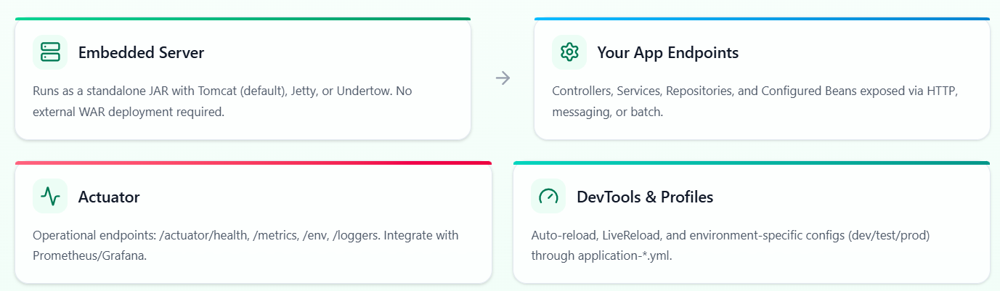 Embedded Server
Runs as a standalone JAR with Tomcat (default), Jetty, or Undertow. No
external WAR deployment required.
Your App Endpoints
Controllers, Services, Repositories, and Configured Beans exposed via HTTP,
messaging, or batch.
Actuator
Operational endpoints: /actuator/health, /metrics, /env, /loggers. Integrate with
Prometheus/Grafana.
DevTools & Profiles
Auto-reload, LiveReload, and environment-specific configs (dev/test/prod)
through application-*.yml.